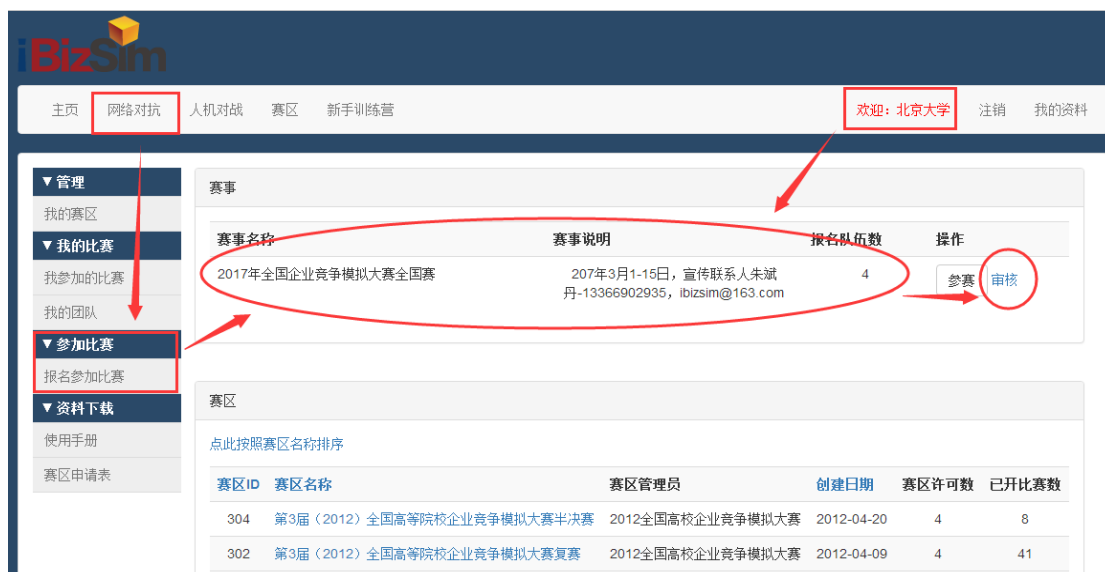 iBizSim
主页 网络对抗 人机对战 赛区 新手训练营 欢迎：北京大学 注销 我的资料
▼管理
我的赛区
▼我的比赛
我参加的比赛
我的团队
▼参加比赛
报名参加比赛
▼资料下载
使用手册
赛区申请表
赛事
赛事名称 赛事说明 报名队伍数 操作
2017年全国企业竞争模拟大赛全国赛 207年3月1-15日，宣传联系人朱斌 4 参赛 审核
丹-13366902935，ibizsim@163.com
赛区
点此按照赛区名称排序
赛区ID 赛区名称 赛区管理员 创建日期 赛区许可数 已开比赛数
304 第3届（2012）全国高等院校企业竞争模拟大赛半决赛 2012全国高校企业竞争模拟大赛 2012-04-20 4 8
302 第3届（2012）全国高等院校企业竞争模拟大赛复赛 2012全国高校企业竞争模拟大赛 2012-04-09 4 41